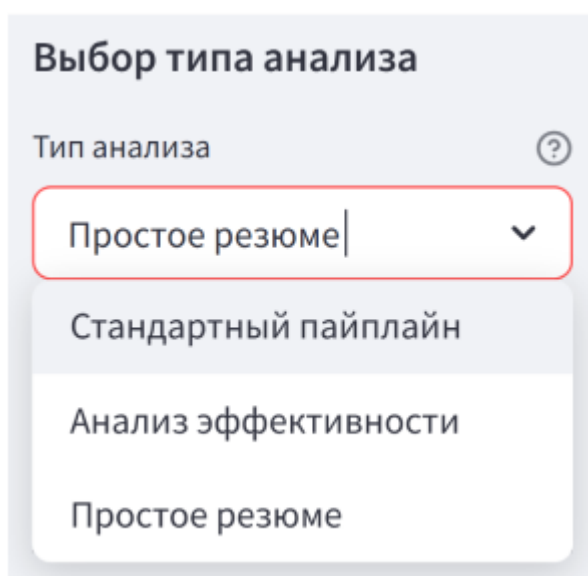 Выбор типа анализа
Тип анализа
Простое резюме
Стандартный пайплайн
Анализ эффективности
Простое резюме